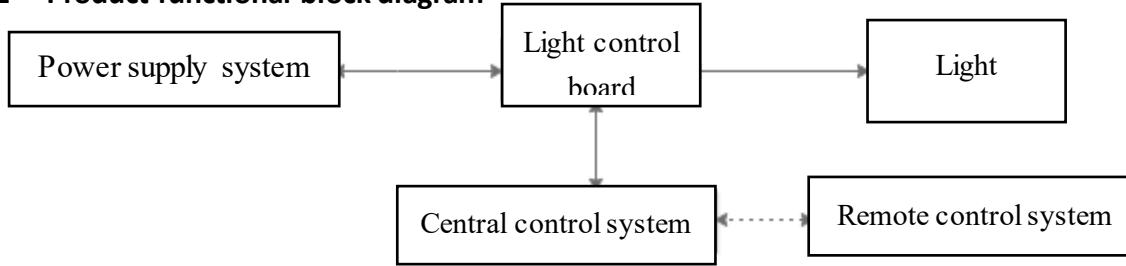 Product functional block diagram
Light control
board
Power supply system
Light
Central control system
Remote control system